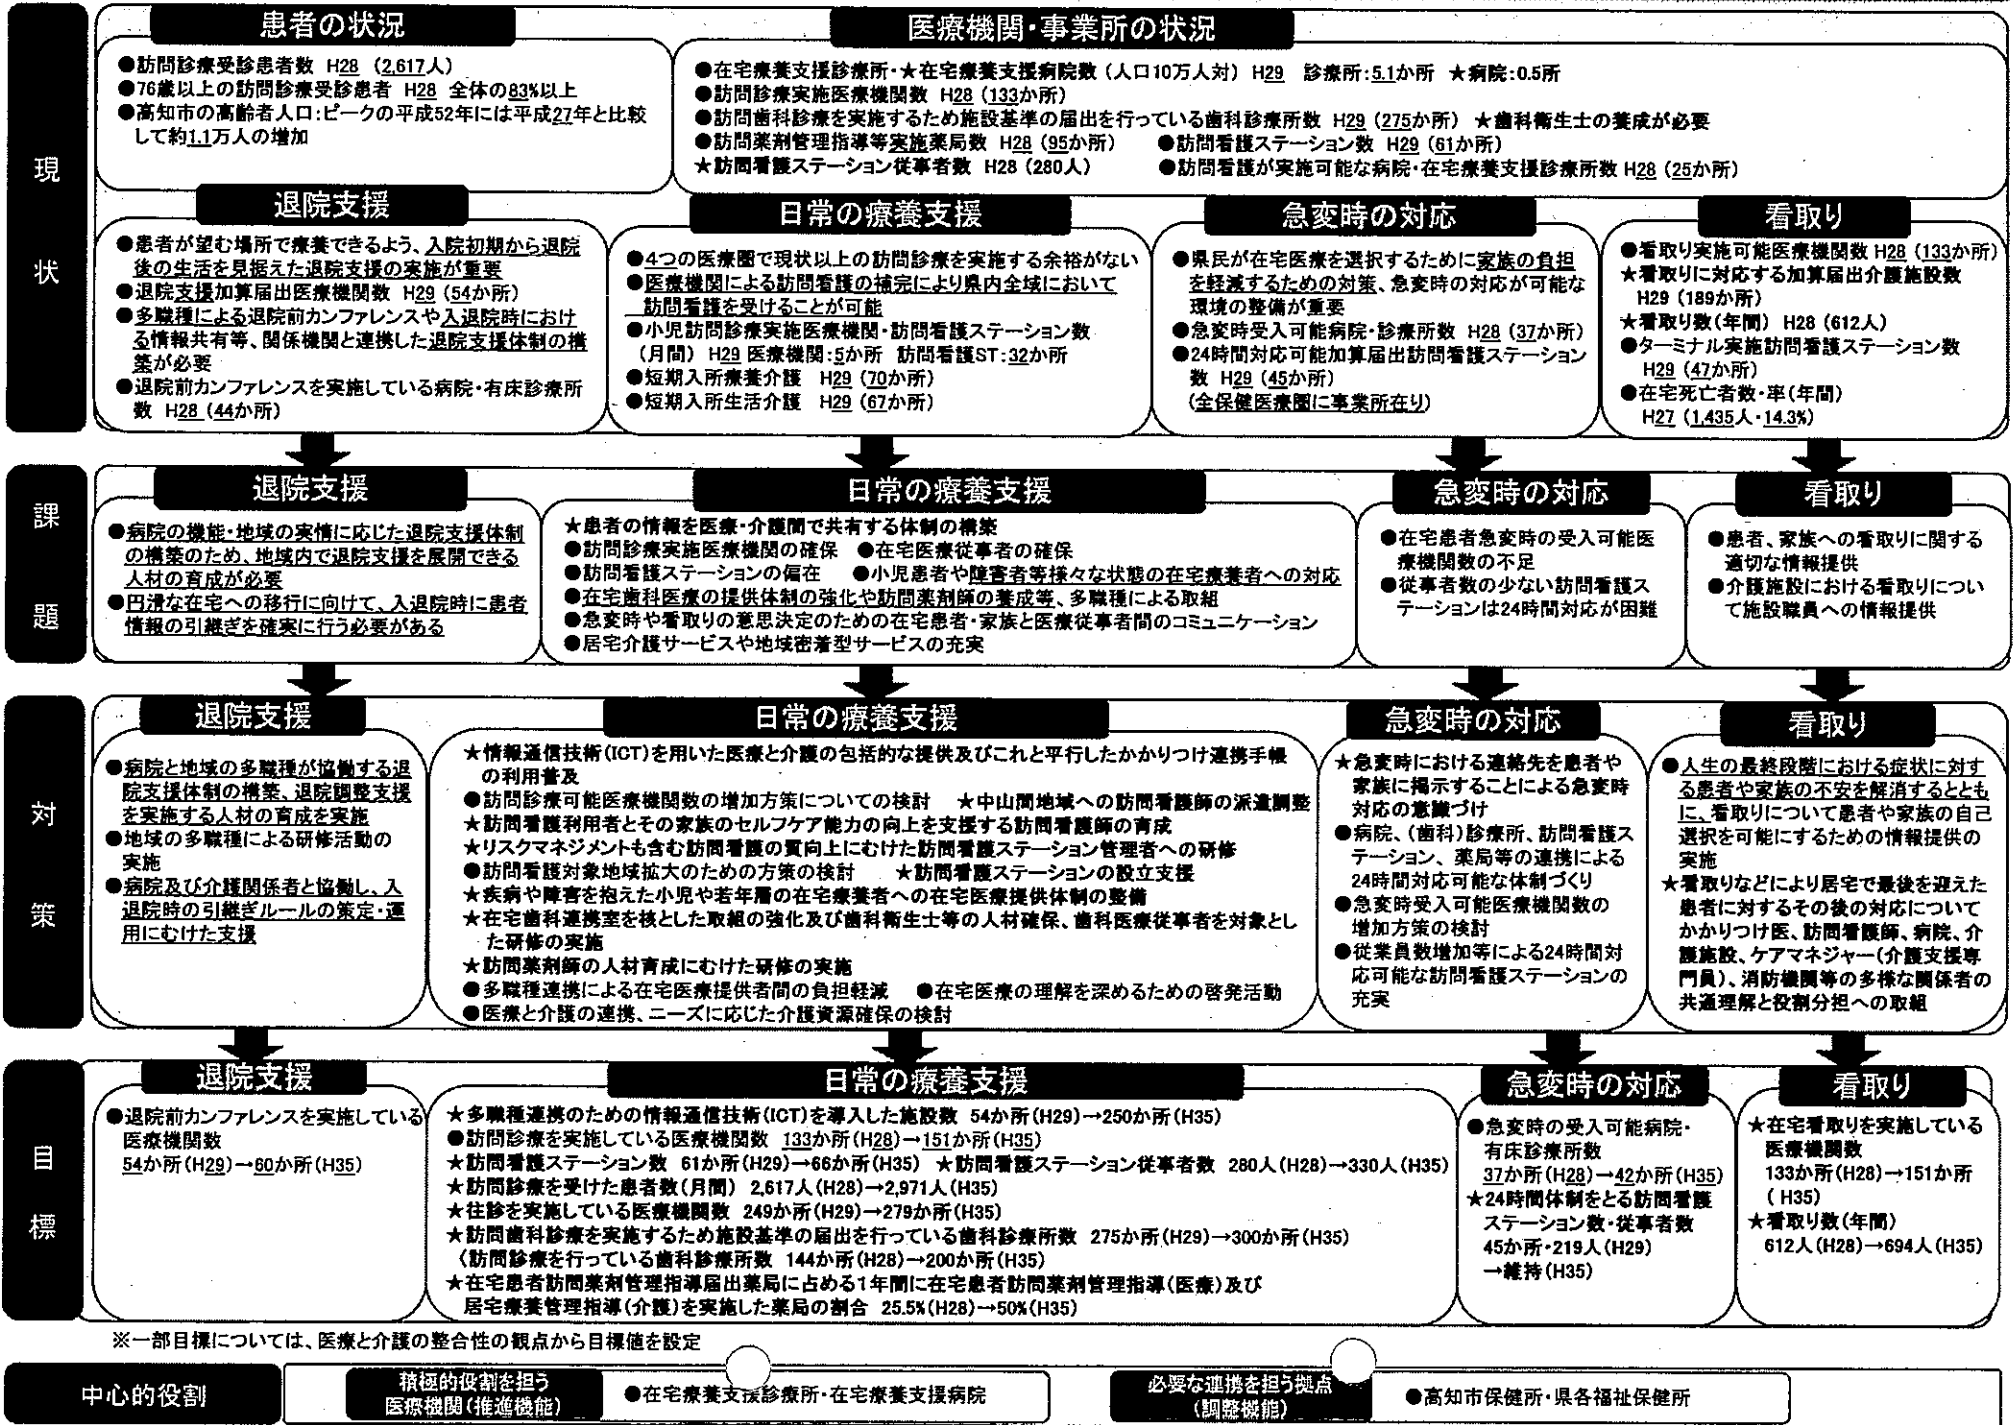 現状
患者の状況
●訪問診療受診患者数 H28 (2,617人)
●76歳以上の訪問診療受診患者 H28 全体の83%以上
●高知市の高齢者人口:ピークの平成52年には平成27年と比較
して約1.1万人の増加
医療機関・事業所の状況
●在宅療養支援診療所・★在宅療養支援病院数(人口10万人対) H29 診療所:5.1か所 ★病院:0.5所
●訪問診療実施医療機関数 H28 (133か所)
●訪問歯科診療を実施するため施設基準の届出を行っている歯科診療所数 H29 (275か所) ★歯科衛生士の養成が必要
●訪問薬剤管理指導等実施薬局数 H28 (95か所) ●訪問看護ステーション数 H29 (61か所)
★訪問看護ステーション従事者数 H28 (280人) ●訪問看護が実施可能な病院・在宅療養支援診療所数 H28 (25か所)
退院支援
●患者が望む場所で療養できるよう、入院初期から退院
後の生活を見据えた退院支援の実施が重要
●退院支援加算届出医療機関数 H29 (54か所)
●多職種による退院前カンファレンスや入退院時におけ
る情報共有等、関係機関と連携した退院支援体制の構
築が必要
●退院前カンファレンスを実施している病院・有床診療所
数 H28 (44か所)
日常の療養支援
●4つの医療圏で現状以上の訪問診療を実施する余裕がない
●医療機関による訪問看護の補完により県内全域において
訪問看護を受けることが可能
●小児訪問診療実施医療機関・訪問看護ステーション数
(月間) H29 医療機関:5か所 訪問看護ST:32か所
●短期入所療養介護 H29 (70か所)
●短期入所生活介護 H29 (67か所)
急変時の対応
●県民が在宅医療を選択するために家族の負担
を軽減するための対策、急変時の対応が可能な
環境の整備が重要
●急変時受入可能病院・診療所数 H28 (37か所)
●24時間対応可能加算届出訪問看護ステーション
数 H29 (45か所)
(全保健医療圏に事業所在り)
看取り
●看取り実施可能医療機関数 H28 (133か所)
★看取りに対応する加算届出介護施設数
H29 (189か所)
★看取り数(年間) H28 (612人)
●ターミナル実施訪問看護ステーション数
H29 (47か所)
●在宅死亡者数・率(年間)
H27 (1,435人・14.3%)
課題
退院支援
●病院の機能・地域の実情に応じた退院支援体制
の構築のため、地域内で退院支援を展開できる
人材の育成が必要
●円滑な在宅への移行に向けて、入退院時に患者
情報の引継ぎを確実に行う必要がある
日常の療養支援
★患者の情報を医療・介護間で共有する体制の構築
●訪問診療実施医療機関の確保 ●在宅医療従事者の確保
●訪問看護ステーションの偏在 ●小児患者や障害者等様々な状態の在宅療養者への対応
●在宅歯科医療の提供体制の強化や訪問薬剤師の養成等、多職種による取組
●急変時や看取りの意思決定のための在宅患者・家族と医療従事者間のコミュニケーション
●居宅介護サービスや地域密着型サービスの充実
急変時の対応
●在宅患者急変時の受入可能医
療機関数の不足
●従事者数の少ない訪問看護ス
テーションは24時間対応が困難
看取り
●患者、家族への看取りに関する
適切な情報提供
●介護施設における看取りについ
て施設職員への情報提供
対策
退院支援
●病院と地域の多職種が協働する退
院支援体制の構築、退院調整支援
を実施する人材の育成を実施
●地域の多職種による研修活動の
実施
●病院及び介護関係者と協働し、入
退院時の引継ぎルールの策定・運
用にむけた支援
日常の療養支援
★情報通信技術(ICT)を用いた医療と介護の包括的な提供及びこれと平行したかかりつけ連携手帳
の利用普及
●訪問診療可能医療機関数の増加方策についての検討 ★中山間地域への訪問看護師の派遣調整
★訪問看護利用者とその家族のセルフケア能力の向上を支援する訪問看護師の育成
★リスクマネジメントも含む訪問看護の質向上にむけた訪問看護ステーション管理者への研修
●訪問看護対象地域拡大のための方策の検討 ★訪問看護ステーションの設立支援
★疾病や障害を抱えた小児や若年層の在宅療養者への在宅医療提供体制の整備
★在宅歯科連携室を核とした取組の強化及び歯科衛生士等の人材確保、歯科医療従事者を対象とし
た研修の実施
★訪問薬剤師の人材育成にむけた研修の実施
●多職種連携による在宅医療提供者間の負担軽減 ●在宅医療の理解を深めるための啓発活動
●医療と介護の連携、ニーズに応じた介護資源確保の検討
急変時の対応
★急変時における連絡先を患者や
家族に掲示することによる急変時
対応の意識づけ
●病院、(歯科)診療所、訪問看護ス
テーション、薬局等の連携による
24時間対応可能な体制づくり
●急変時受入可能医療機関数の
増加方策の検討
●従業員数増加等による24時間対
応可能な訪問看護ステーションの
充実
看取り
●人生の最終段階における症状に対す
る患者や家族の不安を解消するととも
に、看取りについて患者や家族の自己
選択を可能にするための情報提供の
実施
★看取りなどにより居宅で最後を迎えた
患者に対するその後の対応について
かかりつけ医、訪問看護師、病院、介
護施設、ケアマネジャー(介護支援専
門員)、消防機関等の多様な関係者の
共通理解と役割分担への取組
目標
退院支援
●退院前カンファレンスを実施している
医療機関数
54か所(H29)→60か所(H35)
日常の療養支援
★多職種連携のための情報通信技術(ICT)を導入した施設数 54か所(H29)→250か所(H35)
●訪問診療を実施している医療機関数 133か所(H28)→151か所(H35)
★訪問看護ステーション数 61か所(H29)→66か所(H35) ★訪問看護ステーション従事者数 280人(H28)→330人(H35)
★訪問診療を受けた患者数(月間) 2,617人(H28)→2,971人(H35)
★往診を実施している医療機関数 249か所(H29)→279か所(H35)
★訪問歯科診療を実施するため施設基準の届出を行っている歯科診療所数 275か所(H29)→300か所(H35)
(訪問診療を行っている歯科診療所数 144か所(H28)→200か所(H35)
★在宅患者訪問薬剤管理指導届出薬局に占める1年間に在宅患者訪問薬剤管理指導(医療)及び
居宅療養管理指導(介護)を実施した薬局の割合 25.5%(H28)→50%(H35)
急変時の対応
●急変時の受入可能病院・
有床診療所数
37か所(H28)→42か所(H35)
★24時間体制をとる訪問看護
ステーション数・従事者数
45か所・219人(H29)
→維持(H35)
看取り
★在宅看取りを実施している
医療機関数
133か所(H28)→151か所
(H35)
★看取り数(年間)
612人(H28)→694人(H35)
※一部目標については、医療と介護の整合性の観点から目標値を設定
中心的役割
積極的役割を担う
医療機関(推進機能)
●在宅療養支援診療所・在宅療養支援病院
必要な連携を担う拠点
(調整機能)
●高知市保健所・県各福祉保健所